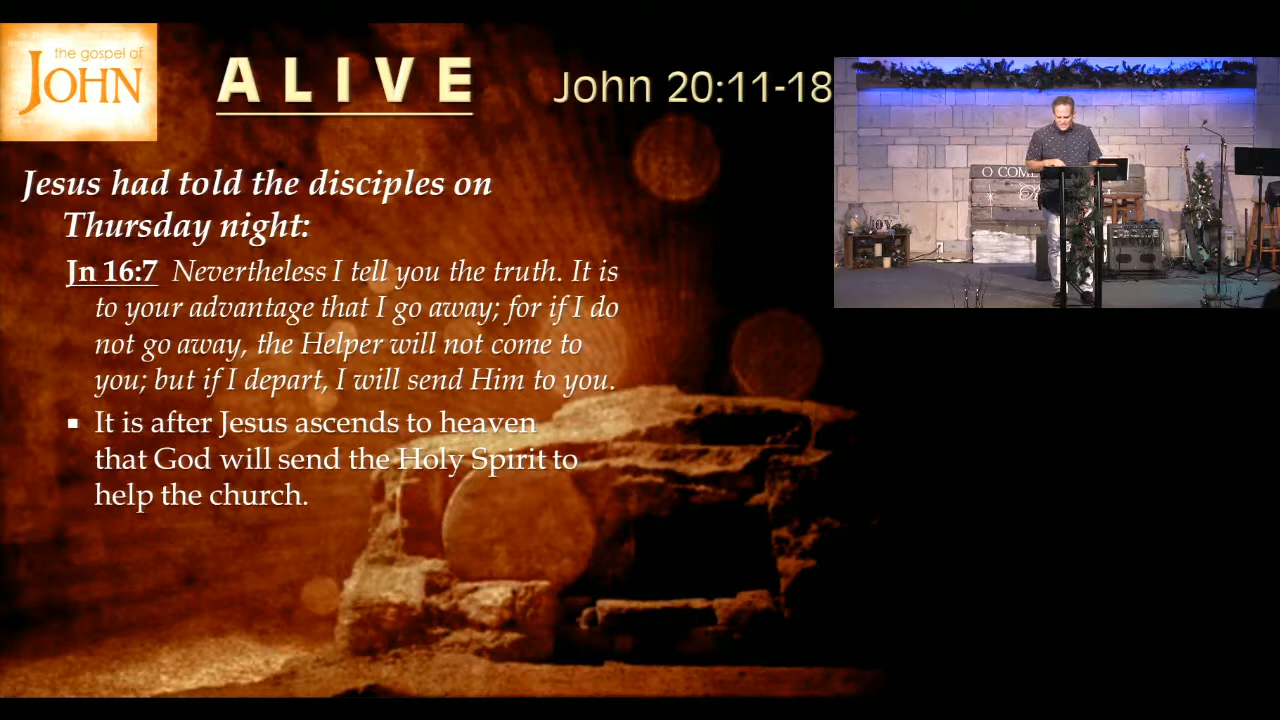 the gospel of
JOHN
ALIVE
John 20:11-18
Jesus had told the disciples on
Thursday night:
Jn 16:7 Nevertheless I tell you the truth. It is
to your advantage that I go away; for if I do
not go away, the Helper will not come to
you; but if I depart, I will send Him to you.
▪ It is after Jesus ascends to heaven
that God will send the Holy Spirit to
help the church.
O COME
JOY